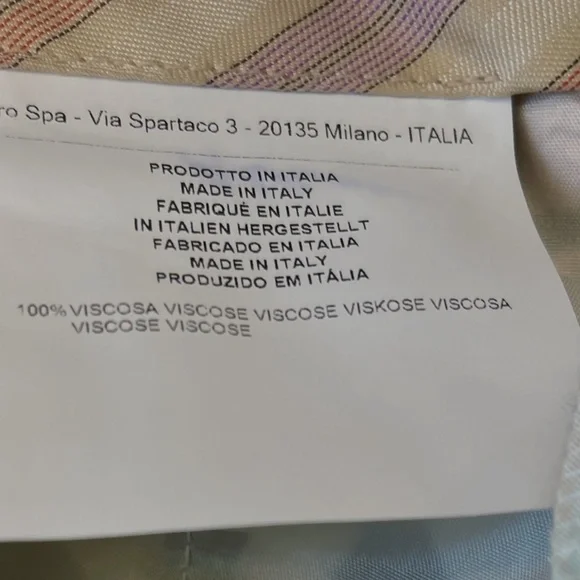 ro Spa - Via Spartaco 3 - 20135 Milano - ITALIA
PRODOTTO IN ITALIA
MADE IN ITALY
FABRIQUÉ EN ITALIE
IN ITALIEN HERGESTELLT
FABRICADO EN ITALIA
MADE IN ITALY
PRODUZIDO EM ITÁLIA
100% VISCOSA VISCOSE VISCOSE VISKOSE VISCOSA
VISCOSE VISCOSE